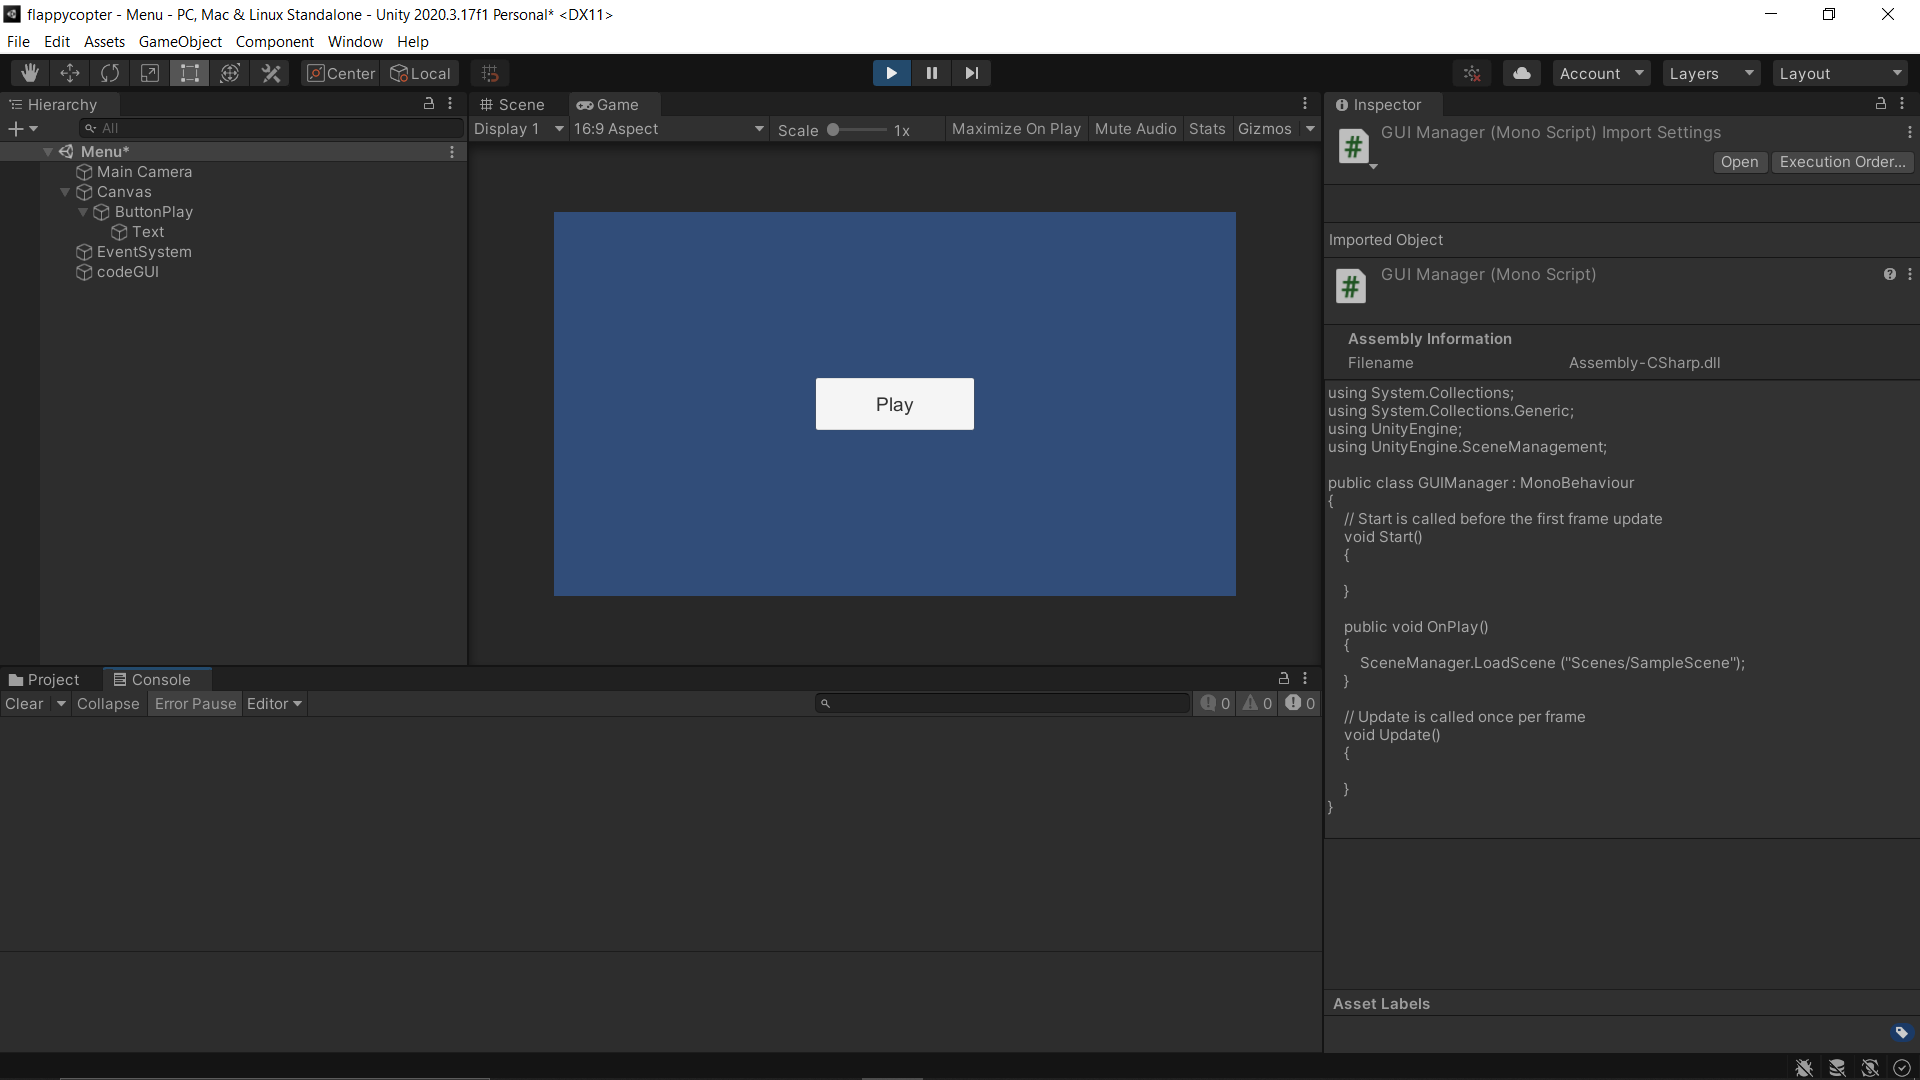 flappycopter - Menu - PC, Mac & Linux Standalone - Unity 2020.3.17f1 Personal* <DX11>
File Edit Assets GameObject Component Window Help
Center Local Account Layers Layout
Hierarchy
All
Menu*
Main Camera
Canvas
ButtonPlay
Text
EventSystem
codeGUI
Scene Game
Display 1 16:9 Aspect Scale 1x Maximize On Play Mute Audio Stats Gizmos
Play
Project Console
Clear Collapse Error Pause Editor 0 0 0
Inspector
GUI Manager (Mono Script) Import Settings
Open Execution Order...
Imported Object
GUI Manager (Mono Script)
Assembly Information
Filename Assembly-CSharp.dll
using System.Collections;
using System.Collections.Generic;
using UnityEngine;
using UnityEngine.SceneManagement;
public class GUIManager : MonoBehaviour
{
// Start is called before the first frame update
void Start()
{
}
public void OnPlay()
{
SceneManager.LoadScene ("Scenes/SampleScene");
}
// Update is called once per frame
void Update()
{
}
}
Asset Labels